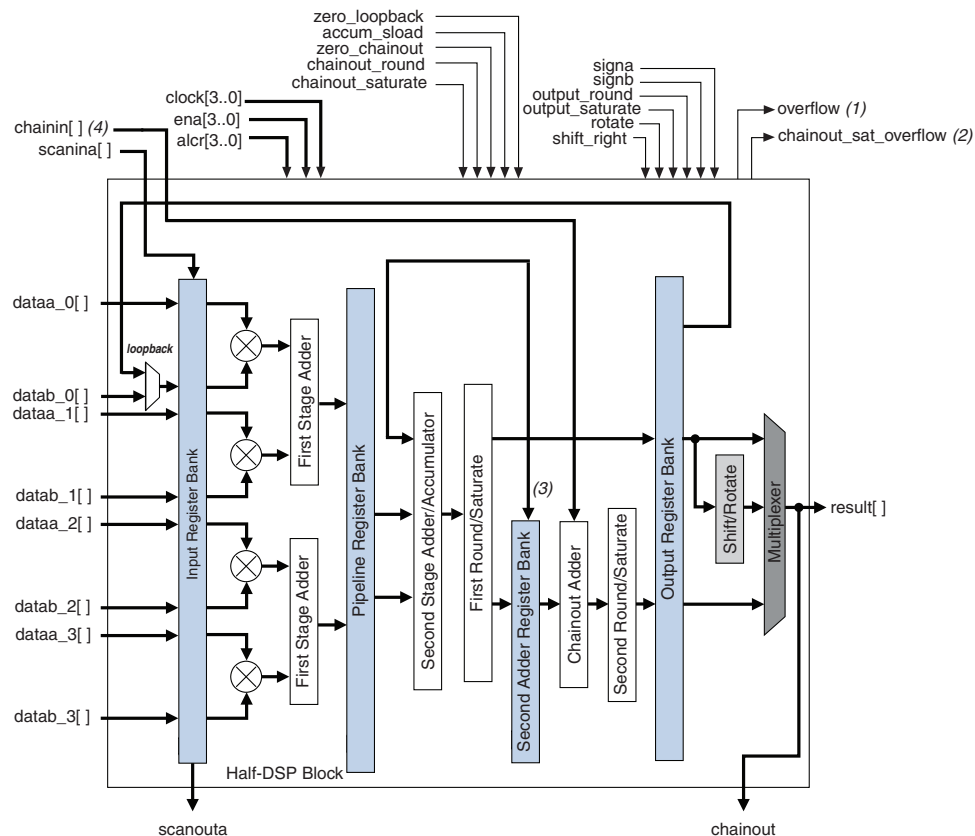 zero_loopback
accum_sload
zero_chainout
chainout_round
chainout_saturate
signa
signb
output_round
output_saturate
rotate
shift_right
clock[3..0]
ena[3..0]
alcr[3..0]
overflow (1)
chainout_sat_overflow (2)
chainin[ ] (4)
scanina[ ]
dataa_0[ ]
loopback
datab_0[ ]
dataa_1[ ]
datab_1[ ]
dataa_2[ ]
datab_2[ ]
dataa_3[ ]
datab_3[ ]
Input Register Bank
First Stage Adder
First Stage Adder
Pipeline Register Bank
Second Stage Adder/Accumulator
First Round/Saturate
(3)
Second Adder Register Bank
Chainout Adder
Second Round/Saturate
Output Register Bank
Shift/Rotate
Multiplexer
result[ ]
Half-DSP Block
scanouta
chainout